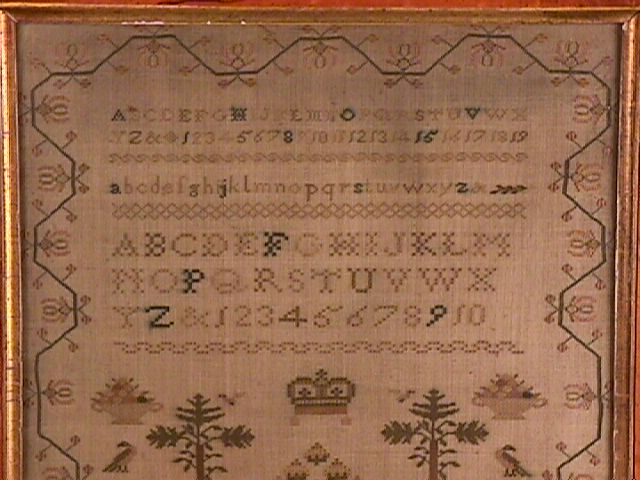 ABCDEFGHIJKLMNOPQRSTUVWX
YZ&12345678910111213141516171819
abcdefghijklmnopqrstuvwxyz&
ABCDEFGHIJKLM
NOPQRSTUVWX
YZ&12345678910